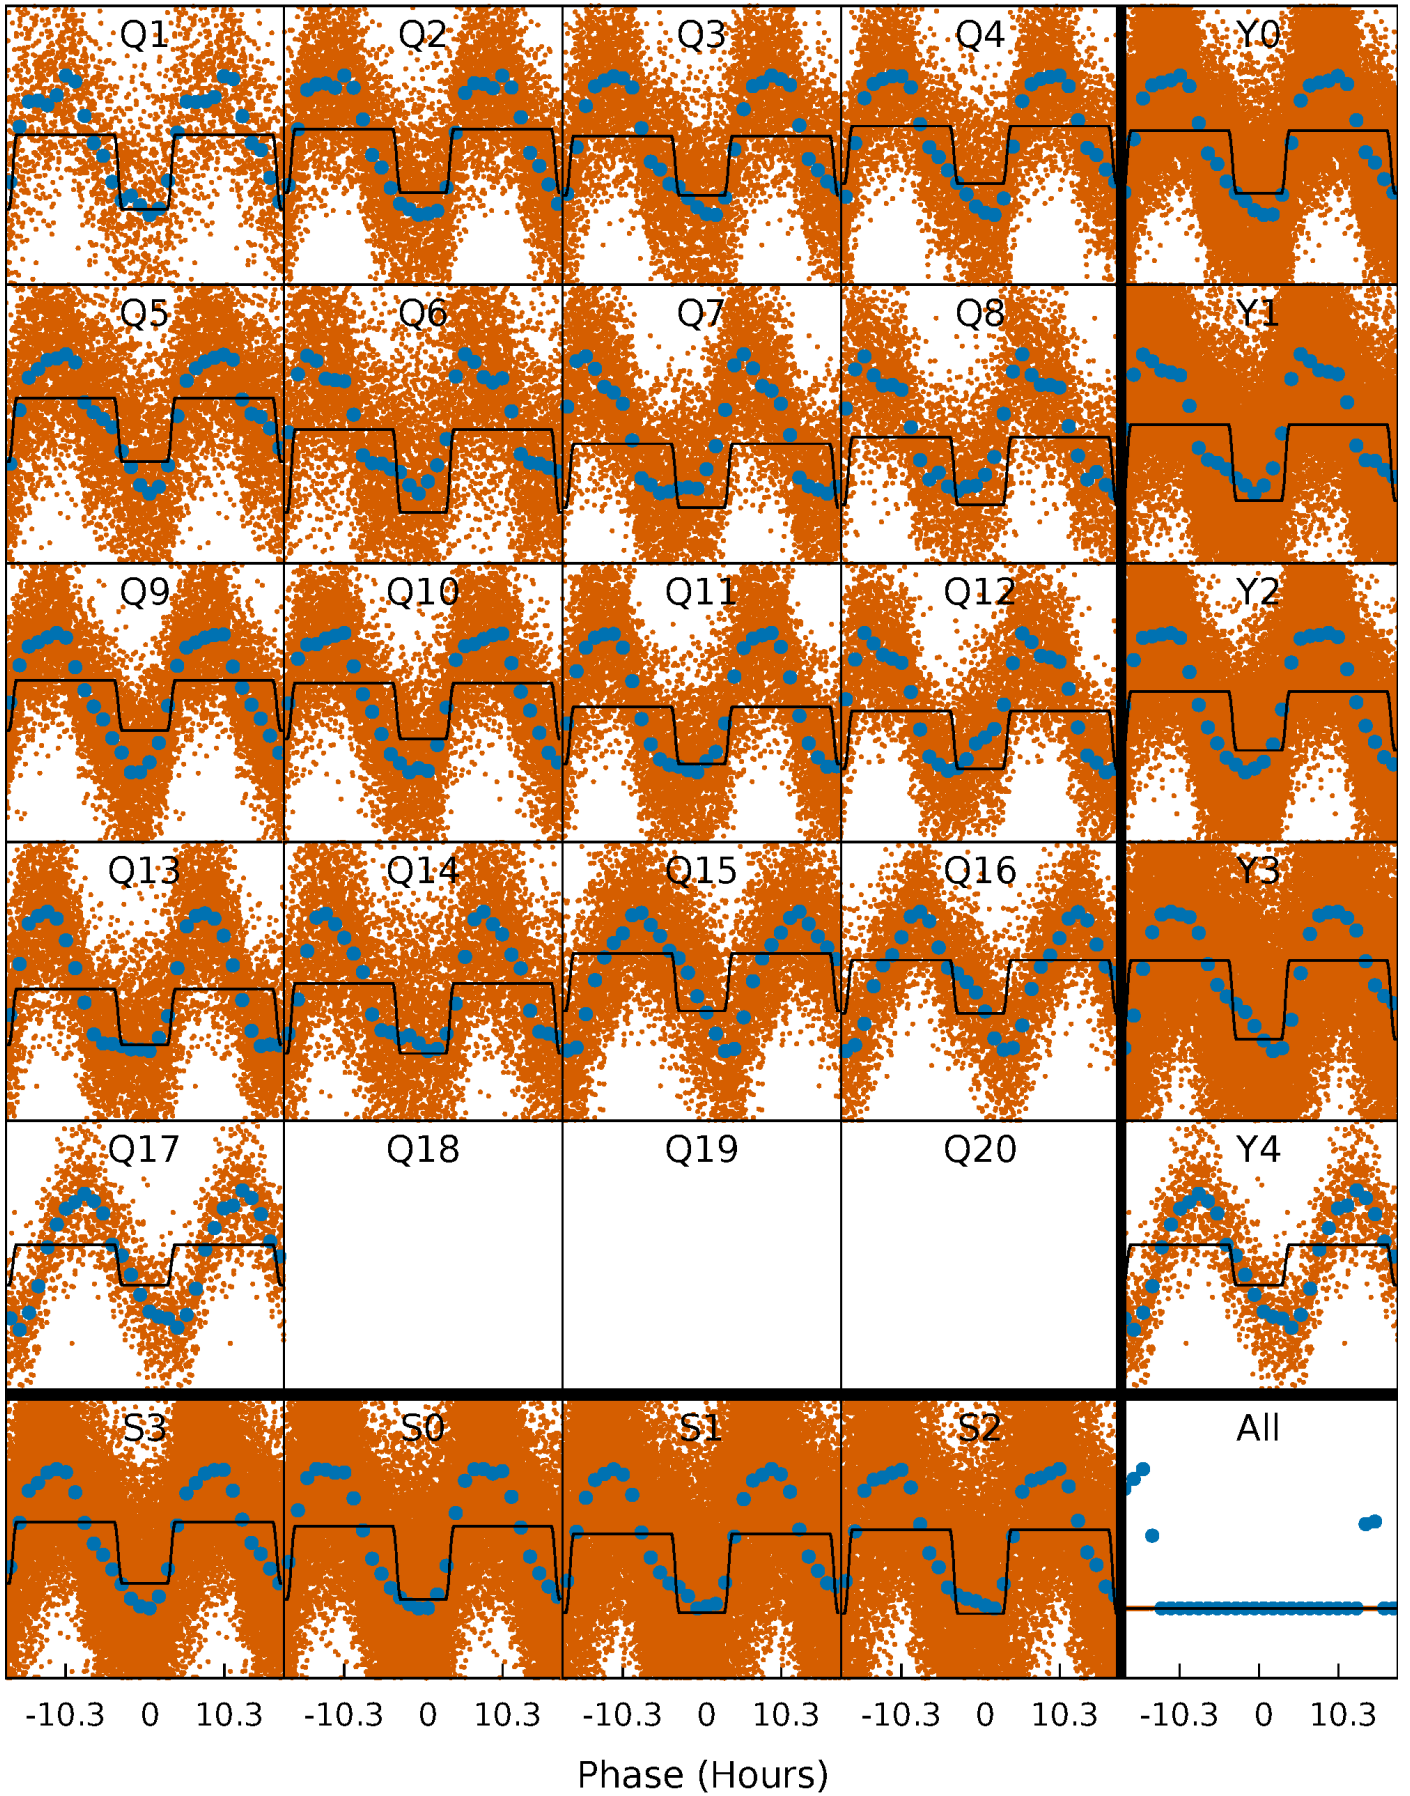 Q1 Q2 Q3 Q4 Y0
Q5 Q6 Q7 Q8 Y1
Q9 Q10 Q11 Q12 Y2
Q13 Q14 Q15 Q16 Y3
Q17 Q18 Q19 Q20 Y4
S3 S0 S1 S2 All
-10.3 0 10.3 -10.3 0 10.3 -10.3 0 10.3 -10.3 0 10.3 -10.3 0 10.3
Phase (Hours)